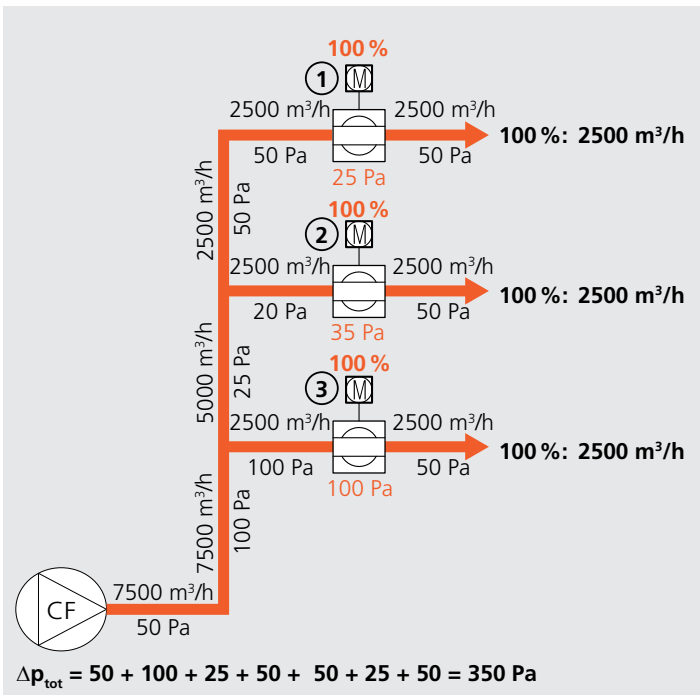 100 %
1
M
2500 m³/h
2500 m³/h
50 Pa
50 Pa
25 Pa
100 %: 2500 m³/h
2500 m³/h
50 Pa
100 %
2
M
2500 m³/h
2500 m³/h
20 Pa
50 Pa
35 Pa
100 %: 2500 m³/h
5000 m³/h
25 Pa
100 %
3
M
2500 m³/h
2500 m³/h
100 Pa
50 Pa
100 Pa
100 %: 2500 m³/h
7500 m³/h
100 Pa
CF
7500 m³/h
50 Pa
Δp_tot = 50 + 100 + 25 + 50 + 50 + 25 + 50 = 350 Pa